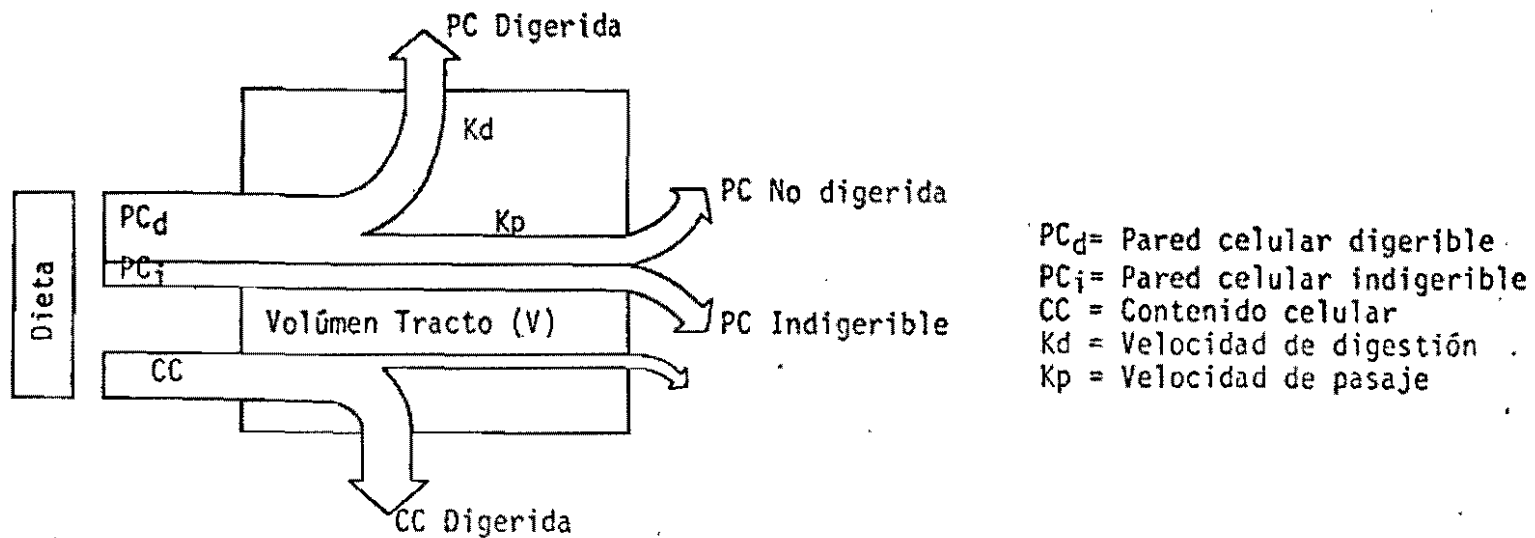 PC Digerida
Kd
PC No digerida
PCd
Kp
PCi
Dieta
Volúmen Tracto (V)
PC Indigerible
CC
CC Digerida
PCd= Pared celular digerible
PCi= Pared celular indigerible
CC = Contenido celular
Kd = Velocidad de digestión
Kp = Velocidad de pasaje